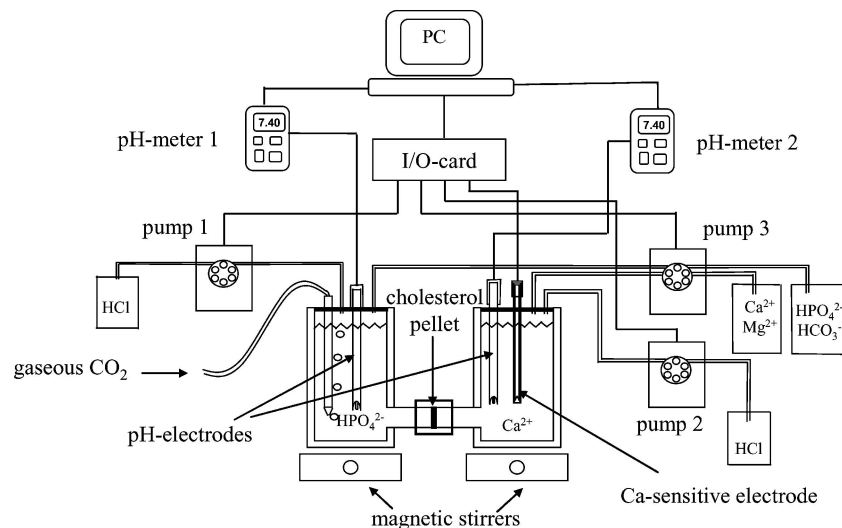 PC
7.40
7.40
pH-meter 1
pH-meter 2
I/O-card
pump 1
pump 3
HCl
cholesterol
pellet
Ca²⁺
Mg²⁺
HPO₄²⁻
HCO₃⁻
gaseous CO₂
pH-electrodes
HPO₄²⁻
Ca²⁺
pump 2
HCl
Ca-sensitive electrode
magnetic stirrers